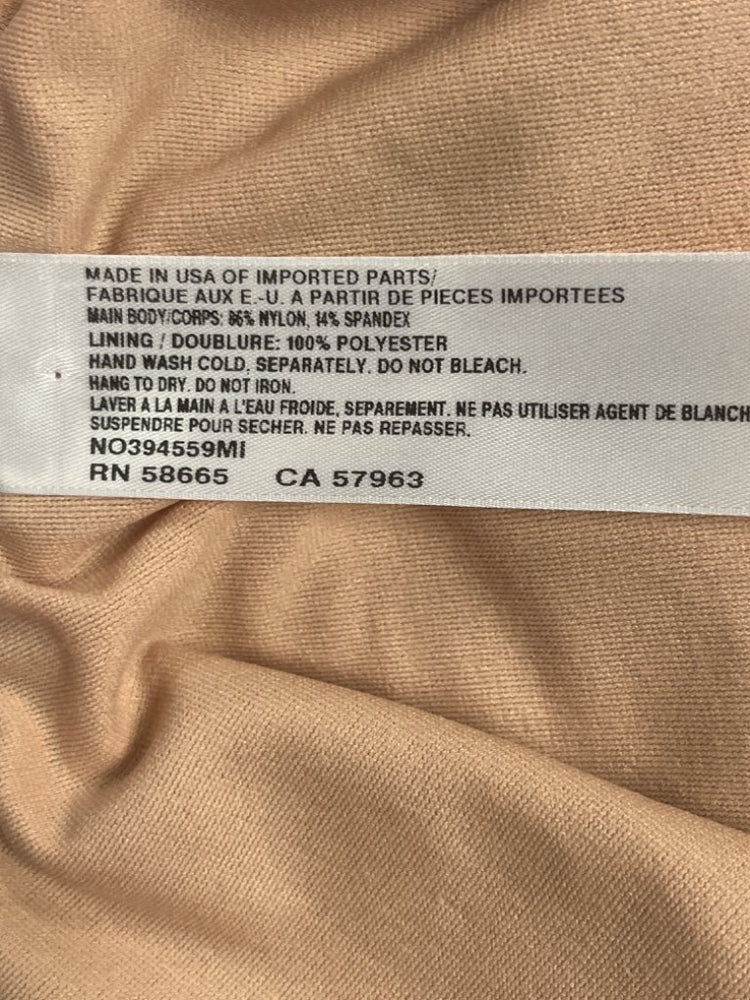 MADE IN USA OF IMPORTED PARTS/
FABRIQUE AUX E.-U. A PARTIR DE PIECES IMPORTEES
MAIN BODY/CORPS: 86% NYLON, 14% SPANDEX
LINING / DOUBLURE: 100% POLYESTER
HAND WASH COLD, SEPARATELY. DO NOT BLEACH.
HANG TO DRY. DO NOT IRON.
LAVER A LA MAIN A L'EAU FROIDE, SEPAREMENT. NE PAS UTILISER AGENT DE BLANCH
SUSPENDRE POUR SECHER. NE PAS REPASSER.
NO394559MI
RN 58665 CA 57963